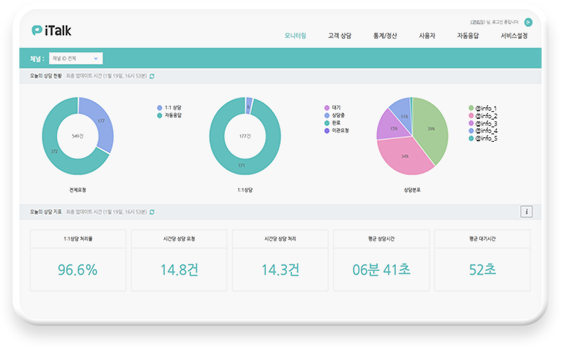 iTalk
님, 로그인 중입니다.
모니터링 고객 상담 통계/정산 사용자 자동응답 서비스설정
채널 : 채널 ID 전체
오늘의 상담 현황 최종 업데이트 시간 (1월 19일, 16시 53분)
1:1 상담
자동응답
대기
상담중
완료
이관요청
@info_1
@info_2
@info_3
@info_4
@info_5
177
549건
372
177건
171
549
전체요청
1:1상담
상담분포
오늘의 상담 지표 최종 업데이트 시간 (1월 19일, 16시 53분)
i
1:1상담 처리율
시간당 상담 요청
시간당 상담 처리
평균 상담시간
평균 대기시간
96.6%
14.8건
14.3건
06분 41초
52초